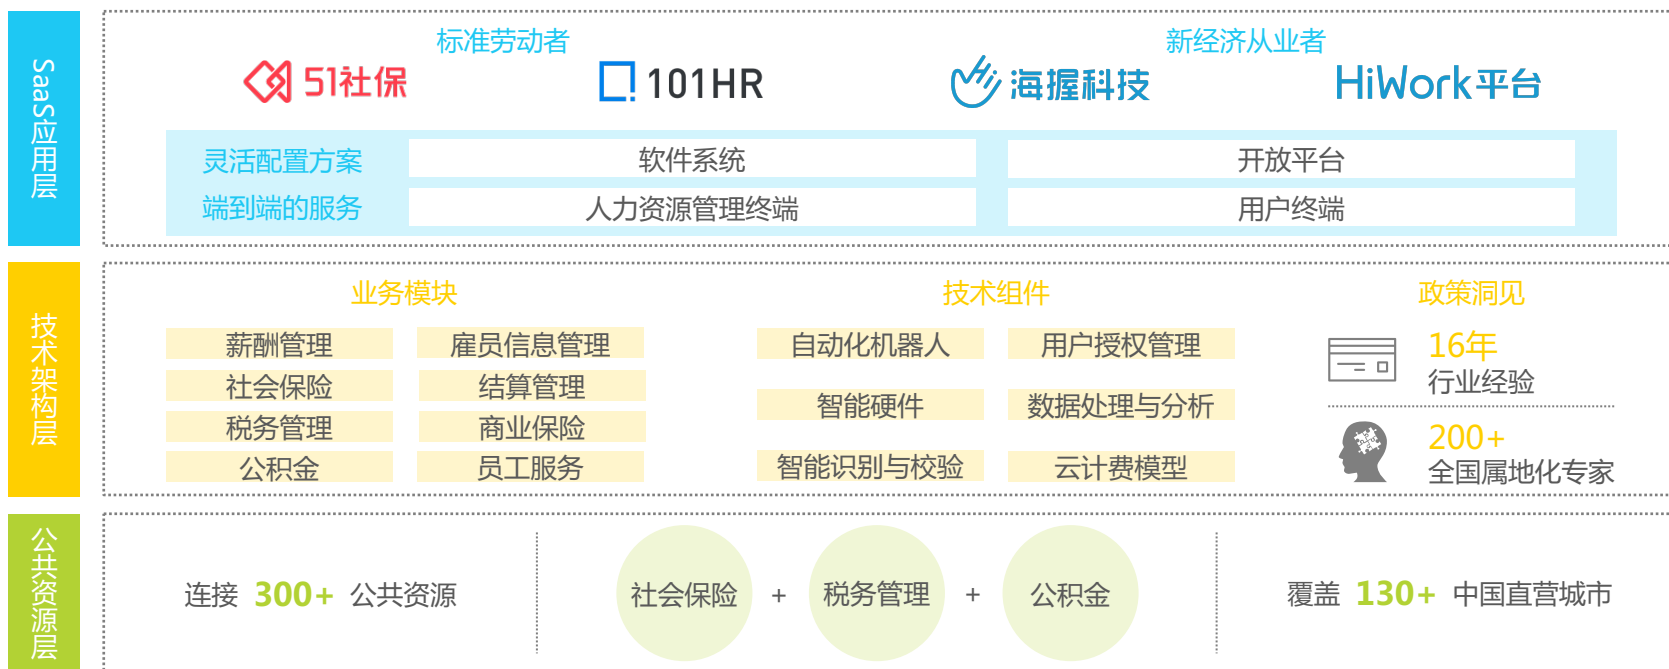 SaaS应用层
标准劳动者
新经济从业者
51社保
101HR
海握科技
HiWork平台
灵活配置方案
软件系统
开放平台
端到端的服务
人力资源管理终端
用户终端
技术架构层
业务模块
技术组件
政策洞见
薪酬管理
雇员信息管理
自动化机器人
用户授权管理
16年
行业经验
社会保险
结算管理
智能硬件
数据处理与分析
税务管理
商业保险
200+
全国属地化专家
公积金
员工服务
智能识别与校验
云计费模型
公共资源层
连接 300+ 公共资源
社会保险 + 税务管理 + 公积金
覆盖 130+ 中国直营城市